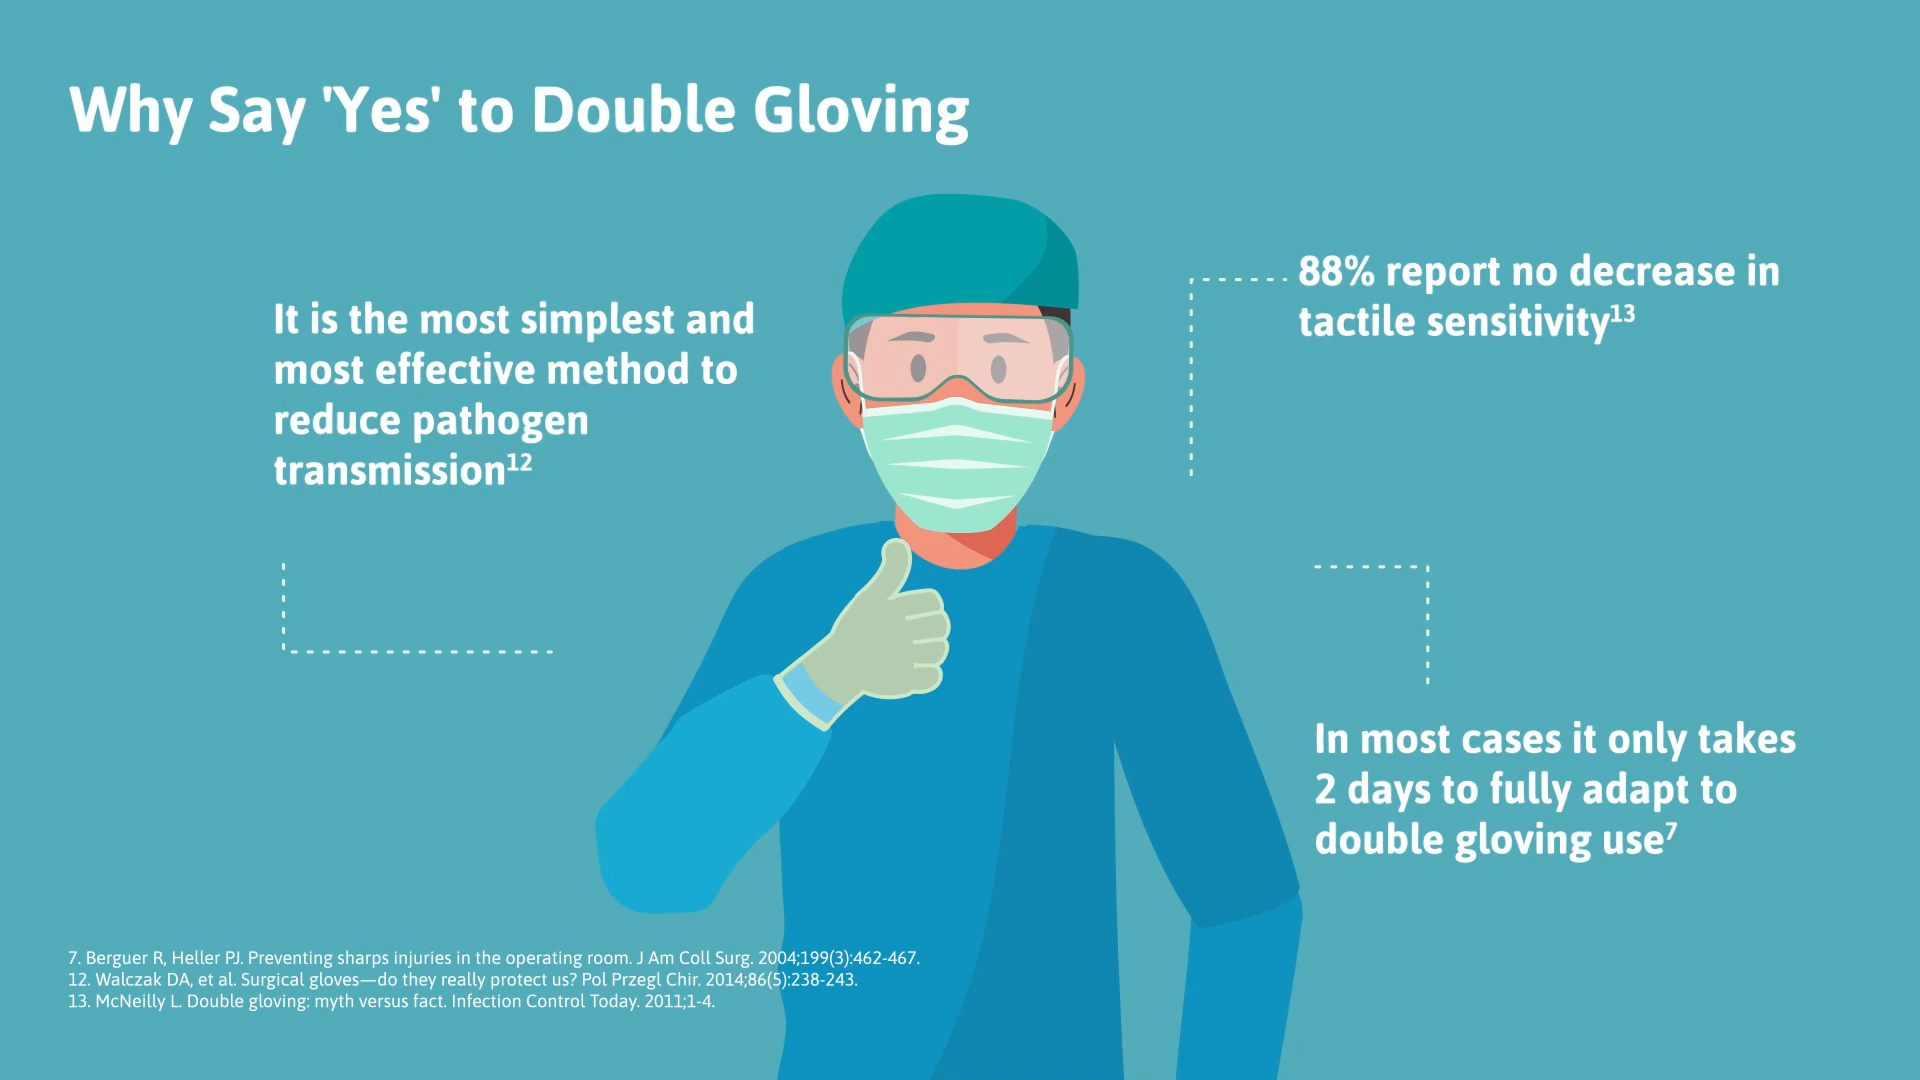 Why Say 'Yes' to Double Gloving
It is the most simplest and
most effective method to
reduce pathogen
transmission¹²
88% report no decrease in
tactile sensitivity¹³
In most cases it only takes
2 days to fully adapt to
double gloving use⁷
7. Berguer R, Heller PJ. Preventing sharps injuries in the operating room. J Am Coll Surg. 2004;199(3):462-467.
12. Walczak DA, et al. Surgical gloves—do they really protect us? Pol Przegl Chir. 2014;86(5):238-243.
13. McNeilly L. Double gloving: myth versus fact. Infection Control Today. 2011;1-4.